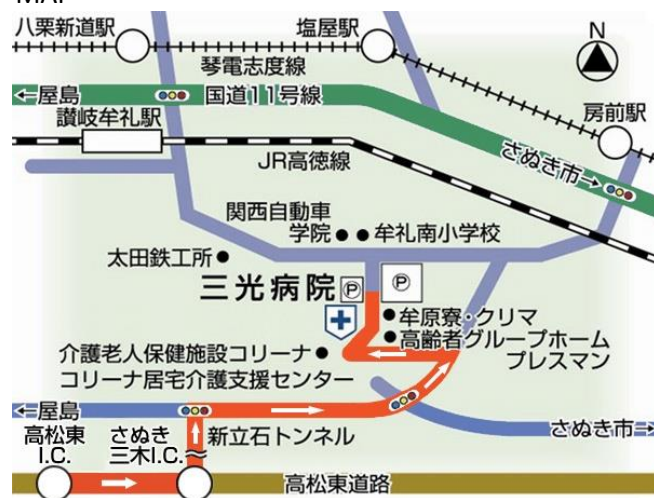 MAP
八栗新道駅
塩屋駅
N
琴電志度線
←屋島
国道11号線
房前駅
讃岐牟礼駅
さぬき市→
JR高徳線
関西自動車
学院
牟礼南小学校
太田鉄工所
三光病院
P
P
牟原寮・クリマ
高齢者グループホーム
プレスマン
介護老人保健施設コリーナ
コリーナ居宅介護支援センター
←屋島
新立石トンネル
さぬき市→
高松東
I.C.
さぬき
三木I.C.
高松東道路